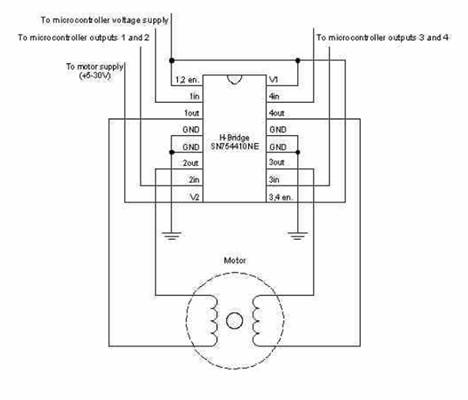 To microcontroller voltage supply
To microcontroller outputs 1 and 2
To microcontroller outputs 3 and 4
To motor supply
(+5-30V)
1,2 en.
V1
1in
4in
1out
4out
GND
GND
H-Bridge
SN754410NE
GND
GND
2out
3out
2in
3in
V2
3,4 en.
Motor